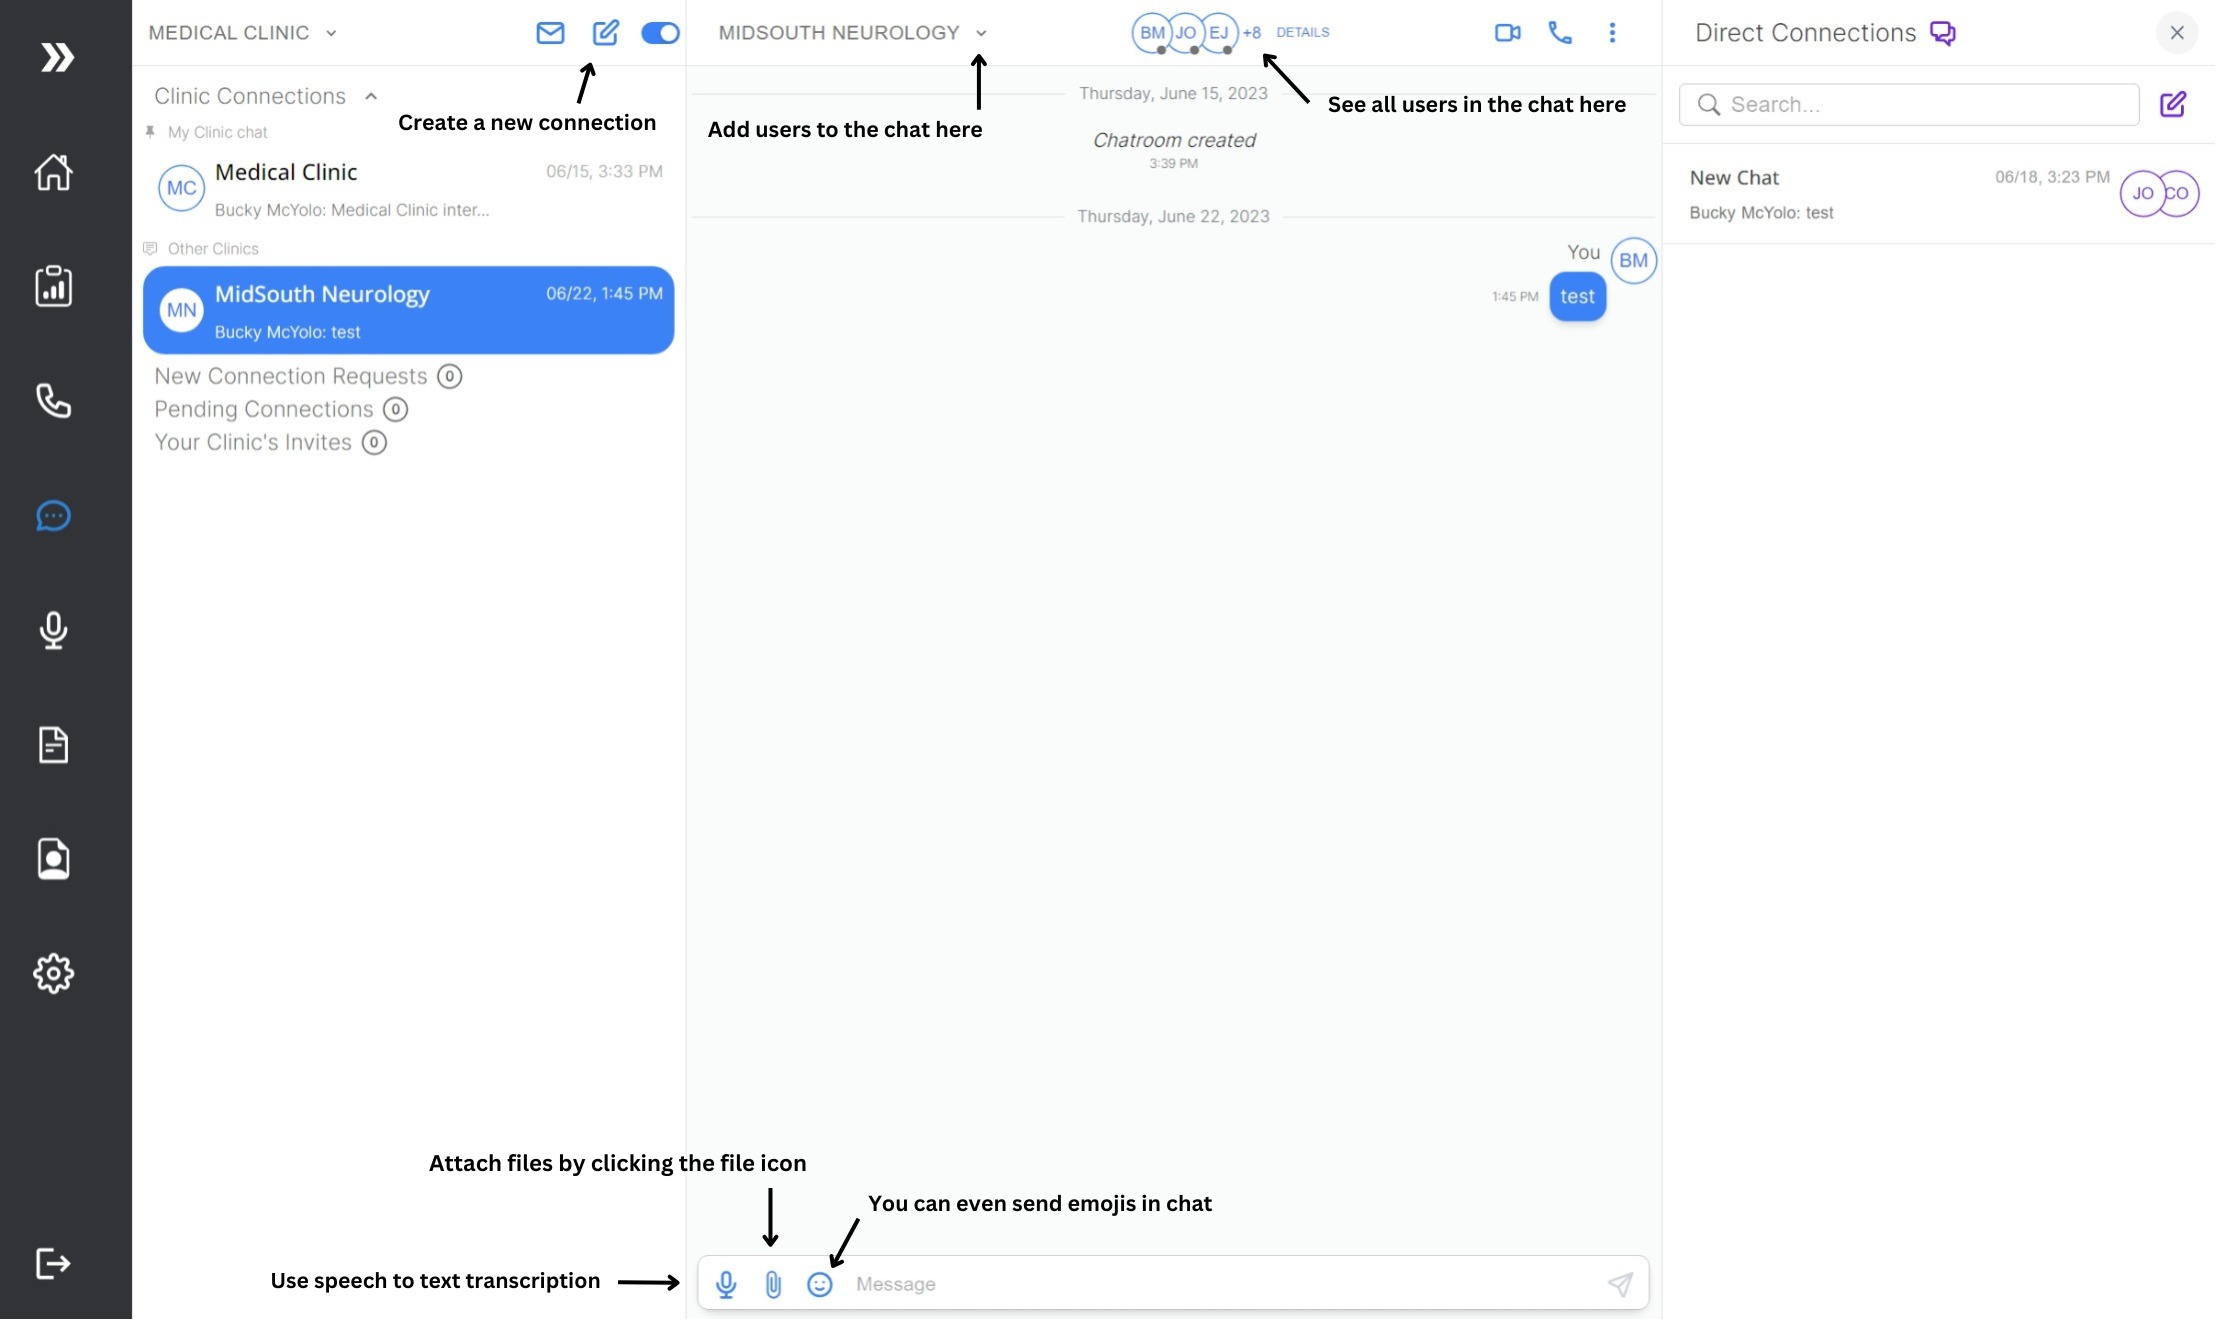 MEDICAL CLINIC
Create a new connection
Clinic Connections
My Clinic chat
MC
Medical Clinic
06/15, 3:33 PM
Bucky McYolo: Medical Clinic inter...
Other Clinics
MN
MidSouth Neurology
06/22, 1:45 PM
Bucky McYolo: test
New Connection Requests 0
Pending Connections 0
Your Clinic's Invites 0
MIDSOUTH NEUROLOGY
BM JO EJ +8 DETAILS
Add users to the chat here
See all users in the chat here
Thursday, June 15, 2023
Chatroom created
3:39 PM
Thursday, June 22, 2023
You
BM
1:45 PM
test
Attach files by clicking the file icon
You can even send emojis in chat
Use speech to text transcription
Message
Direct Connections
Search...
New Chat
06/18, 3:23 PM
JO CO
Bucky McYolo: test